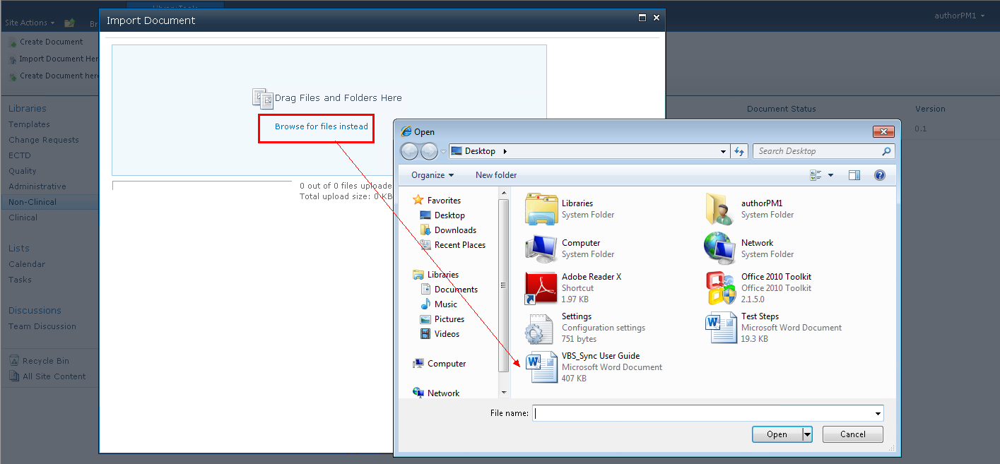 Library Tools
Site Actions
Br
authorPM1
Import Document
Create Document
Import Document Her
Create Document here
Libraries
Templates
Change Requests
ECTD
Quality
Administrative
Non-Clinical
Clinical
Lists
Calendar
Tasks
Discussions
Team Discussion
Recycle Bin
All Site Content
Drag Files and Folders Here
Browse for files instead
0 out of 0 files uploade
Total upload size: 0 KB
Document Status
Version
0.1
Open
Desktop
Search Desktop
Organize
New folder
Favorites
Desktop
Downloads
Recent Places
Libraries
Documents
Music
Pictures
Videos
Computer
Network
Libraries
System Folder
authorPM1
System Folder
Computer
System Folder
Network
System Folder
Adobe Reader X
Shortcut
1.97 KB
Office 2010 Toolkit
Office 2010 Toolkit
2.1.5.0
Settings
Configuration settings
751 bytes
Test Steps
Microsoft Word Document
19.3 KB
VBS_Sync User Guide
Microsoft Word Document
407 KB
File name:
Open
Cancel